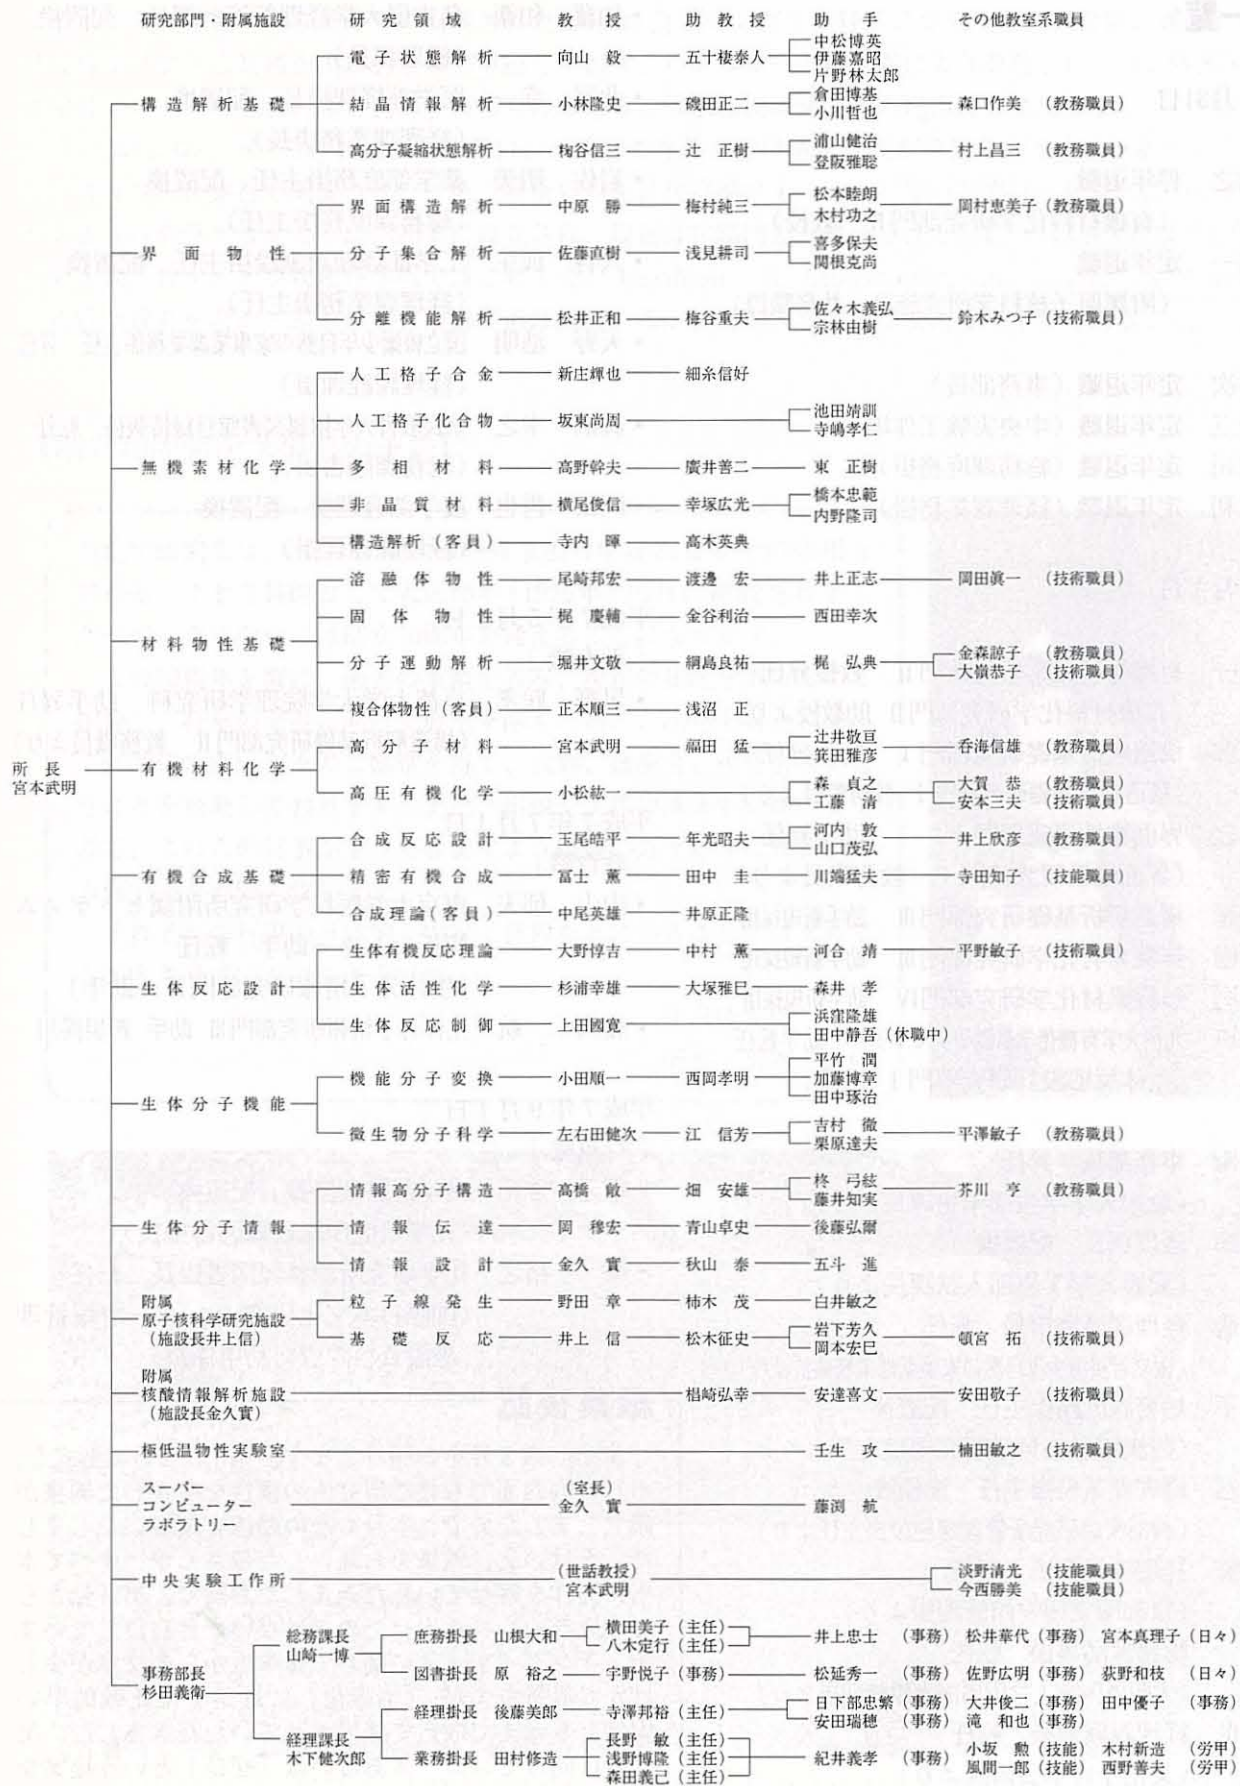 一覧
研究部門・附属施設 研究領域 教授 助教授 助手 その他教室系職員
電子状態解析 向山 毅 五十棲泰人 中松博英
伊藤嘉昭
片野林太郎
構造解析基礎 結晶情報解析 小林隆史 磯田正二 倉田博基 森口作美 (教務職員)
小川哲也
高分子凝縮状態解析 梅谷信三 辻 正樹 浦山健治 村上昌三 (教務職員)
登阪雅聡
界面構造解析 中原 勝 梅村純三 松本睦朗 岡村恵美子 (教務職員)
木村功之
界面物性 分子集合解析 佐藤直樹 浅見耕司 喜多保夫
関根克尚
分離機能解析 松井正和 梅谷重夫 佐々木義弘 鈴木みつ子 (技術職員)
宗林由樹
人工格子合金 新庄輝也 細糸信好
人工格子化合物 坂東尚周 池田靖訓
寺嶋孝仁
無機素材化学 多相材料 高野幹夫 廣井善二 東 正樹
非晶質材料 横尾俊信 幸塚広光 橋本忠範
内野隆司
構造解析 (客員) 寺内 暉 高木英典
溶融体物性 尾崎邦宏 渡邊 宏 井上正志 岡田眞一 (技術職員)
固体物性 梶 慶輔 金谷利治 西田幸次
材料物性基礎 分子運動解析 堀井文敬 綱島良祐 梶 弘典 金森諒子 (教務職員)
大嶺恭子 (技術職員)
複合体物性 (客員) 正本順三 浅沼 正
高分子材料 宮本武明 福田 猛 辻井敬亘 呑海信雄 (教務職員)
箕田雅彦
所長
宮本武明
有機材料化学
高圧有機化学 小松紘一 森 貞之 大賀 恭 (教務職員)
工藤 清 安本三夫 (技術職員)
合成反応設計 玉尾皓平 年光昭夫 河内 敦 井上欣彦 (教務職員)
山口茂弘
有機合成基礎 精密有機合成 冨士 薫 田中 圭 川端猛夫 寺田知子 (技能職員)
合成理論 (客員) 中尾英雄 井原正隆
生体有機反応理論 大野惇吉 中村 薫 河合 靖 平野敏子 (技術職員)
生体反応設計 生体活性化学 杉浦幸雄 大塚雅巳 森井 孝
生体反応制御 上田國寛 浜窪隆雄
田中静吾 (休職中)
機能分子変換 小田順一 西岡孝明 平竹 潤
加藤博章
田中琢治
生体分子機能
微生物分子科学 左右田健次 江 信芳 吉村 徹 平澤敏子 (教務職員)
栗原達夫
情報高分子構造 高橋 敞 畑 安雄 柊 弓絃 芥川 亨 (教務職員)
藤井知実
生体分子情報 情報伝達 岡 穆宏 青山卓史 後藤弘爾
情報設計 金久 實 秋山 泰 五斗 進
附属
原子核科学研究施設
(施設長井上信)
粒子線発生 野田 章 柿木 茂 白井敏之
基礎反応 井上 信 松木征史 岩下芳久 頓宮 拓 (技術職員)
岡本宏巳
附属
核酸情報解析施設 椙崎弘幸 安達喜文 安田敬子 (技術職員)
(施設長金久實)
極低温物性実験室 壬生 攻 楠田敏之 (技術職員)
スーパー
コンピューター
ラボラトリー
(室長)
金久 實 藤渕 航
中央実験工作所 (世話教授)
宮本武明
淡野清光 (技能職員)
今西勝美 (技能職員)
事務部長
杉田義衛
総務課長
山崎一博
庶務掛長 山根大和 横田美子 (主任)
八木定行 (主任)
井上忠士 (事務) 松井華代 (事務) 宮本真理子 (日々)
図書掛長 原 裕之 宇野悦子 (事務) 松延秀一 (事務) 佐野広明 (事務) 荻野和枝 (日々)
経理課長
木下健次郎
経理掛長 後藤美郎 寺澤邦裕 (主任) 日下部忠繁 (事務) 大井俊二 (事務) 田中優子 (事務)
安田瑞穂 (事務) 滝 和也 (事務)
業務掛長 田村修造 長野 敏 (主任)
浅野博隆 (主任)
森田義己 (主任)
紀井義孝 (事務) 小坂 勲 (技能) 木村新造 (労甲)
風間一郎 (技能) 西野善夫 (労甲)